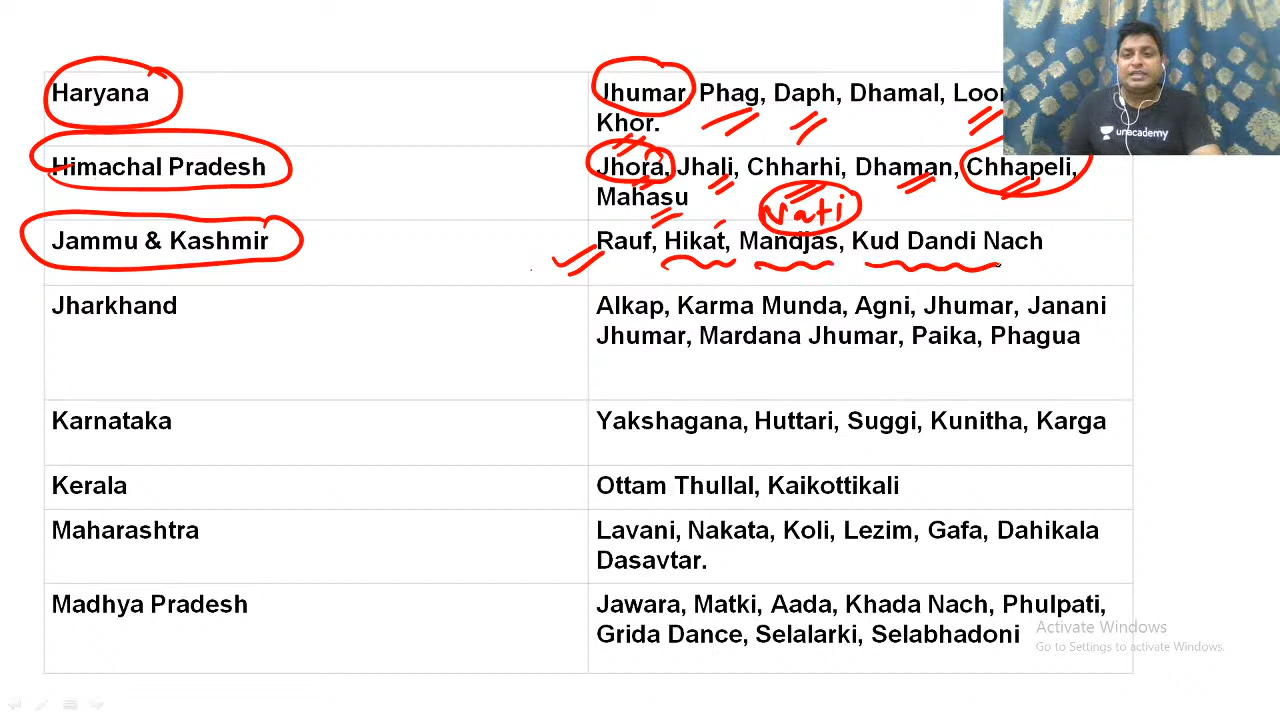 Haryana
Jhumar, Phag, Daph, Dhamal, Loor
Khor.
unacademy
Himachal Pradesh
Jhora, Jhali, Chharhi, Dhaman, Chhapeli,
Mahasu
Nati
Jammu & Kashmir
Rauf, Hikat, Mandjas, Kud Dandi Nach
Jharkhand
Alkap, Karma Munda, Agni, Jhumar, Janani
Jhumar, Mardana Jhumar, Paika, Phagua
Karnataka
Yakshagana, Huttari, Suggi, Kunitha, Karga
Kerala
Ottam Thullal, Kaikottikali
Maharashtra
Lavani, Nakata, Koli, Lezim, Gafa, Dahikala
Dasavtar.
Madhya Pradesh
Jawara, Matki, Aada, Khada Nach, Phulpati,
Grida Dance, Selalarki, Selabhadoni
Activate Windows
Go to Settings to activate Windows.